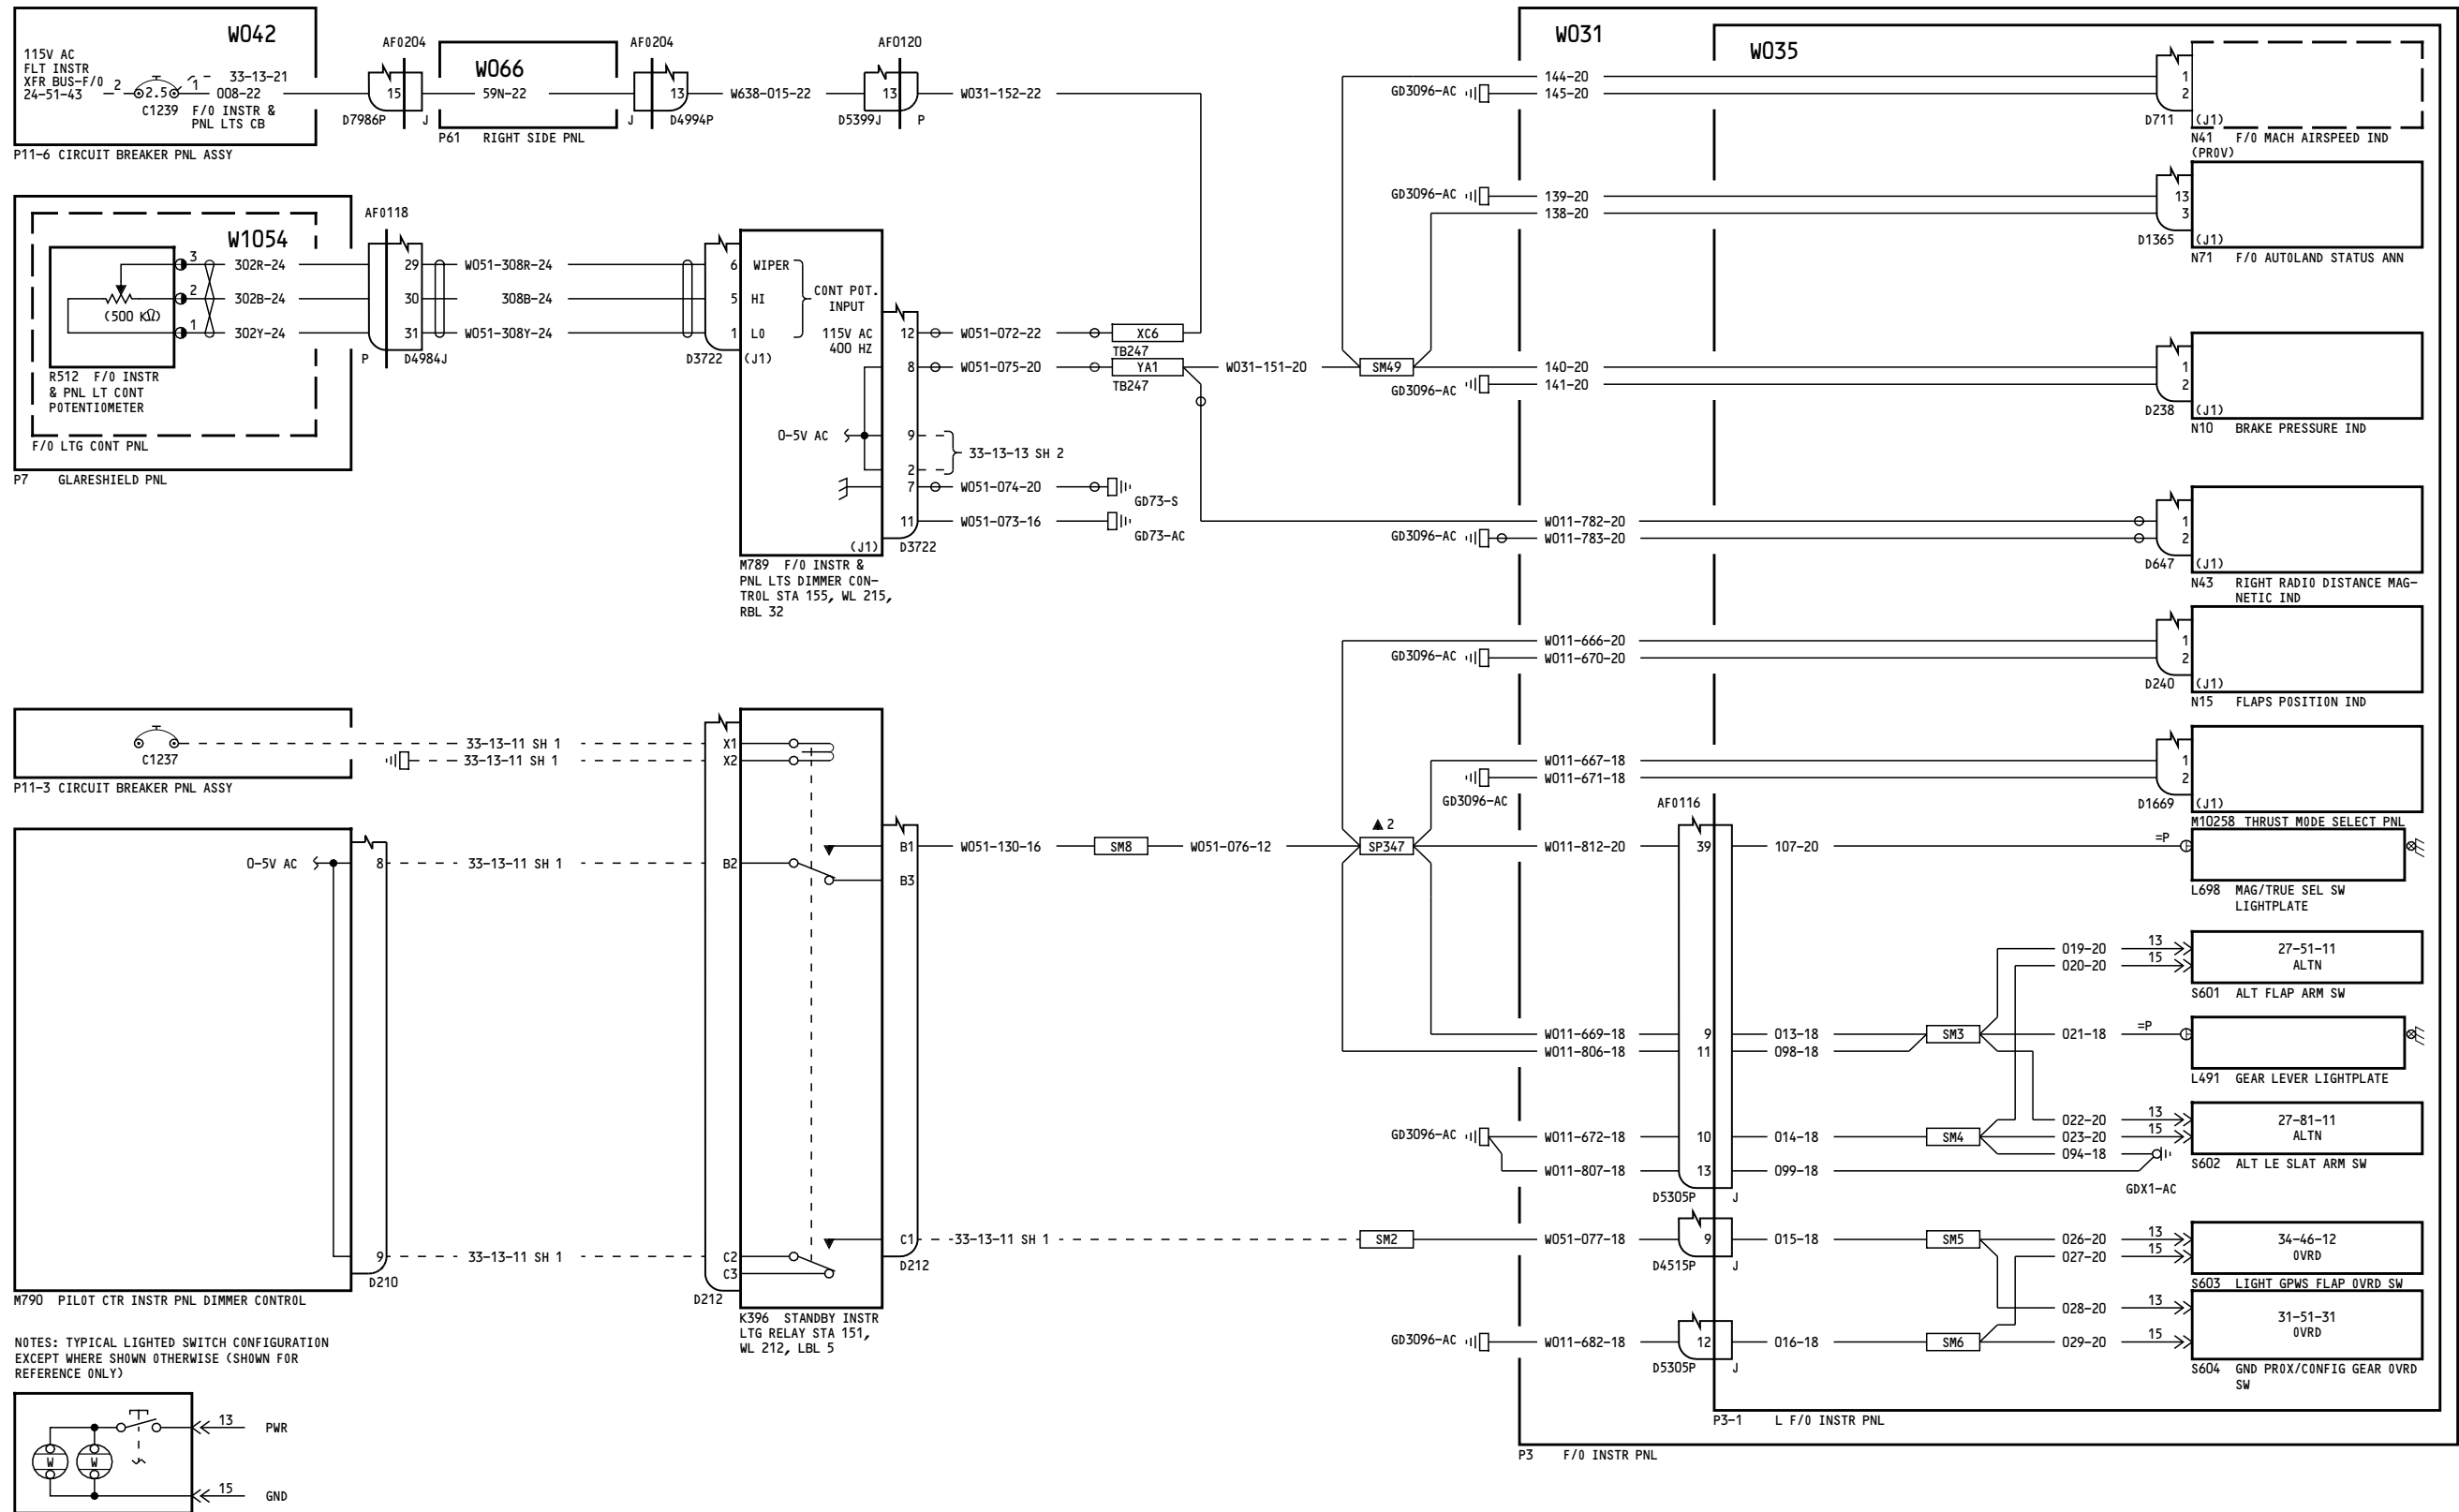 W042
115V AC
FLT INSTR
XFR BUS-F/O
24-51-43
2
2.5
1
33-13-21
008-22
C1239
F/O INSTR &
PNL LTS CB
P11-6 CIRCUIT BREAKER PNL ASSY
AF0204
15
D7986P
J
W066
59N-22
P61 RIGHT SIDE PNL
AF0204
13
J
D4994P
W638-015-22
AF0120
13
D5399J
P
W031-152-22
W1054
3
302R-24
2
302B-24
(500 KΩ)
1
302Y-24
R512 F/O INSTR
& PNL LT CONT
POTENTIOMETER
F/O LTG CONT PNL
P7 GLARESHIELD PNL
AF0118
29
30
31
P
D4984J
W051-308R-24
308B-24
W051-308Y-24
6 WIPER
5 HI
1 LO
D3722
(J1)
CONT POT.
INPUT
115V AC
400 HZ
12
8
0-5V AC
9
2
7
11
(J1)
D3722
M789 F/O INSTR &
PNL LTS DIMMER CON-
TROL STA 155, WL 215,
RBL 32
W051-072-22
XC6
TB247
W051-075-20
YA1
TB247
33-13-13 SH 2
W051-074-20
GD73-S
W051-073-16
GD73-AC
W031-151-20
SM49
C1237
P11-3 CIRCUIT BREAKER PNL ASSY
33-13-11 SH 1
33-13-11 SH 1
X1
X2
0-5V AC
8
33-13-11 SH 1
B2
9
33-13-11 SH 1
C2
C3
D210
M790 PILOT CTR INSTR PNL DIMMER CONTROL
D212
B1
B3
C1
D212
K396 STANDBY INSTR
LTG RELAY STA 151,
WL 212, LBL 5
W051-130-16
SM8
W051-076-12
▲ 2
SP347
33-13-11 SH 1
SM2
W031
W035
GD3096-AC
144-20
145-20
1
2
D711
(J1)
N41 F/O MACH AIRSPEED IND
(PROV)
GD3096-AC
139-20
138-20
13
3
D1365
(J1)
N71 F/O AUTOLAND STATUS ANN
GD3096-AC
140-20
141-20
1
2
D238
(J1)
N10 BRAKE PRESSURE IND
GD3096-AC
W011-782-20
W011-783-20
1
2
D647
(J1)
N43 RIGHT RADIO DISTANCE MAG-
NETIC IND
GD3096-AC
W011-666-20
W011-670-20
1
2
D240
(J1)
N15 FLAPS POSITION IND
GD3096-AC
W011-667-18
W011-671-18
1
2
D1669
(J1)
M10258 THRUST MODE SELECT PNL
AF0116
W011-812-20
39
107-20
=P
L698 MAG/TRUE SEL SW
LIGHTPLATE
019-20
13
020-20
15
27-51-11
ALTN
S601 ALT FLAP ARM SW
W011-669-18
9
013-18
SM3
021-18
=P
W011-806-18
11
098-18
L491 GEAR LEVER LIGHTPLATE
GD3096-AC
W011-672-18
10
014-18
SM4
022-20
13
023-20
15
094-18
27-81-11
ALTN
S602 ALT LE SLAT ARM SW
W011-807-18
13
099-18
GDX1-AC
D5305P
J
W051-077-18
9
015-18
SM5
026-20
13
027-20
15
34-46-12
OVRD
S603 LIGHT GPWS FLAP OVRD SW
D4515P
J
028-20
13
31-51-31
OVRD
GD3096-AC
W011-682-18
12
016-18
SM6
029-20
15
D5305P
J
S604 GND PROX/CONFIG GEAR OVRD
SW
P3-1 L F/O INSTR PNL
P3 F/O INSTR PNL
NOTES: TYPICAL LIGHTED SWITCH CONFIGURATION
EXCEPT WHERE SHOWN OTHERWISE (SHOWN FOR
REFERENCE ONLY)
13 PWR
W
W
15 GND